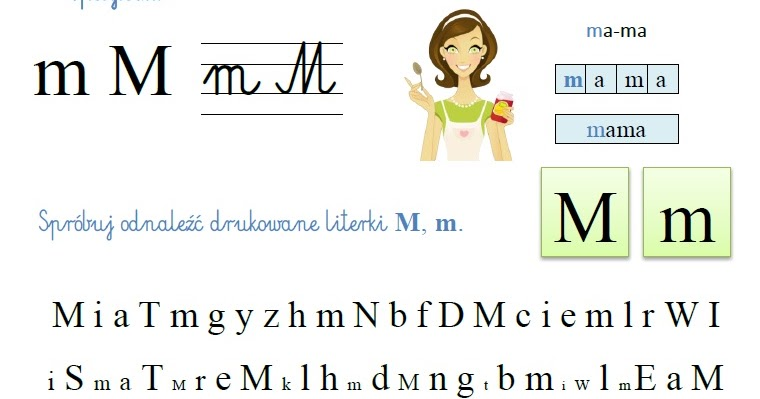 m M m M
ma-ma
m a m a
mama
M m
Spróbuj odnaleźć drukowane literki M, m.
M i a T m g y z h m N b f D M c i e m l r W I
i S m a T M r e M k l h m d M n g t b m i w l m E a M